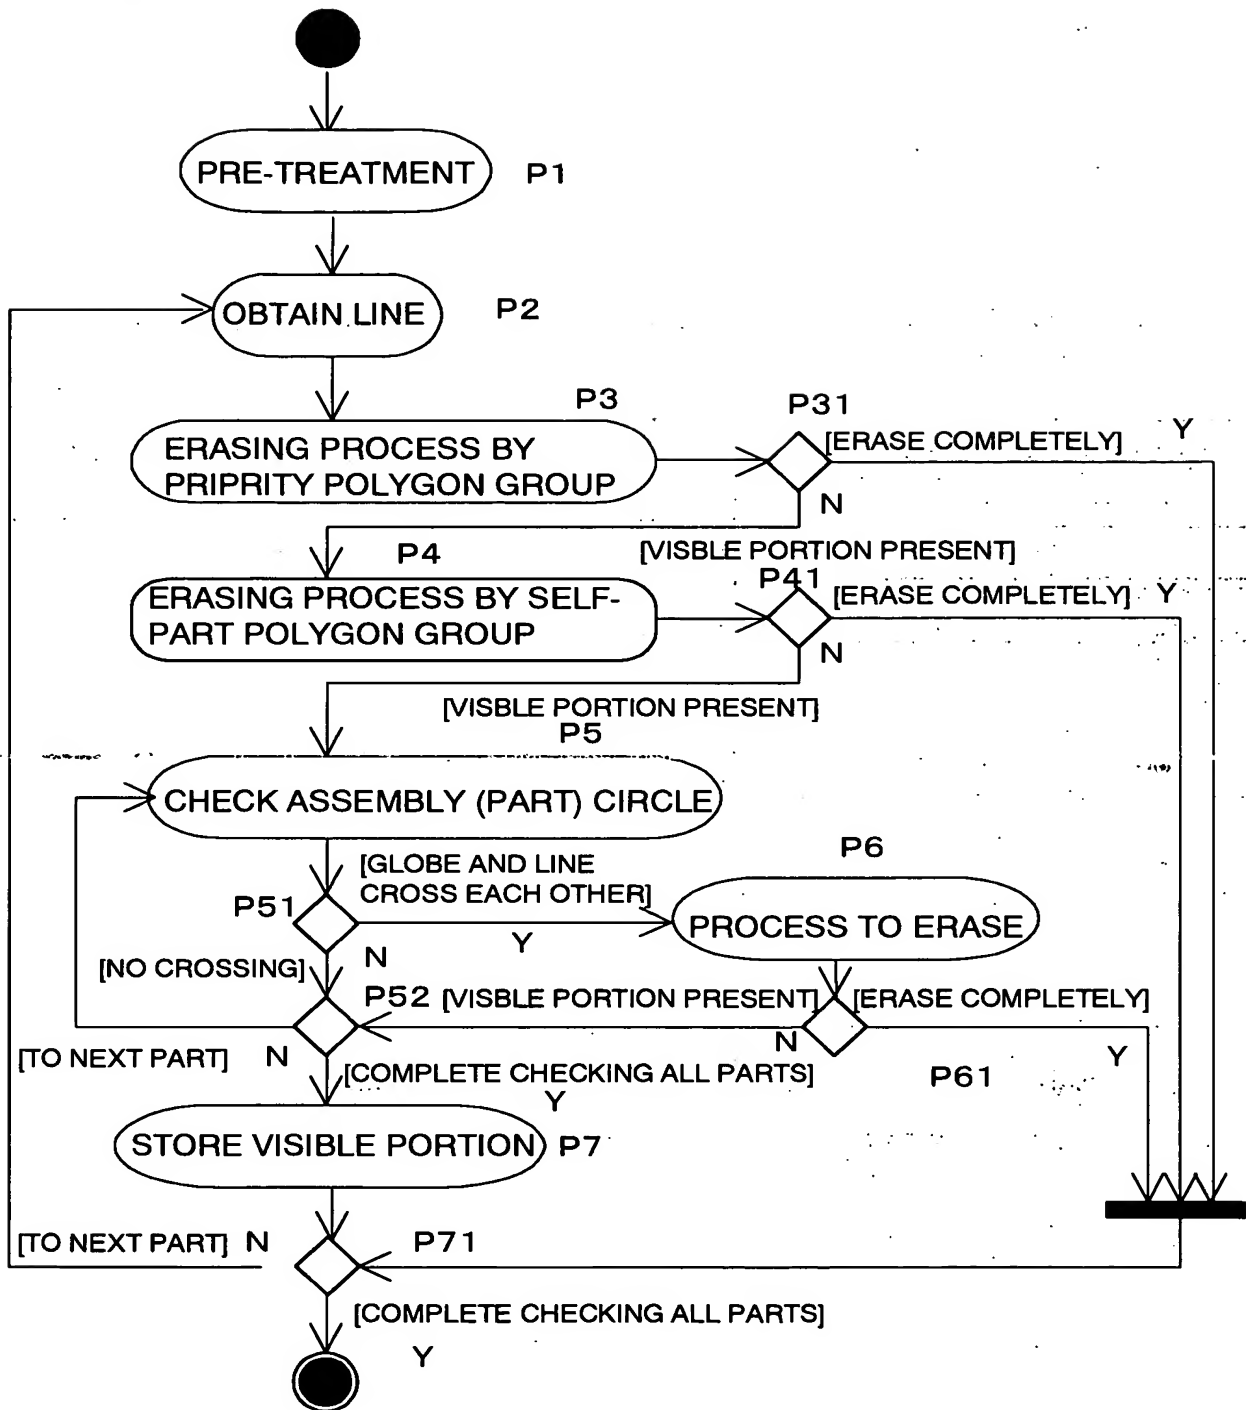 PRE-TREATMENT
P1
OBTAIN LINE
P2
P3
P31
ERASING PROCESS BY
PRIPRITY POLYGON GROUP
[ERASE COMPLETELY]
Y
N
[VISBLE PORTION PRESENT]
P4
P41
ERASING PROCESS BY SELF-
PART POLYGON GROUP
[ERASE COMPLETELY]
Y
N
[VISBLE PORTION PRESENT]
P5
CHECK ASSEMBLY (PART) CIRCLE
[GLOBE AND LINE
CROSS EACH OTHER]
P6
P51
Y
PROCESS TO ERASE
N
[NO CROSSING]
P52
[VISBLE PORTION PRESENT]
[ERASE COMPLETELY]
[TO NEXT PART]
N
N
Y
[COMPLETE CHECKING ALL PARTS]
P61
Y
STORE VISIBLE PORTION
P7
[TO NEXT PART]
N
P71
[COMPLETE CHECKING ALL PARTS]
Y